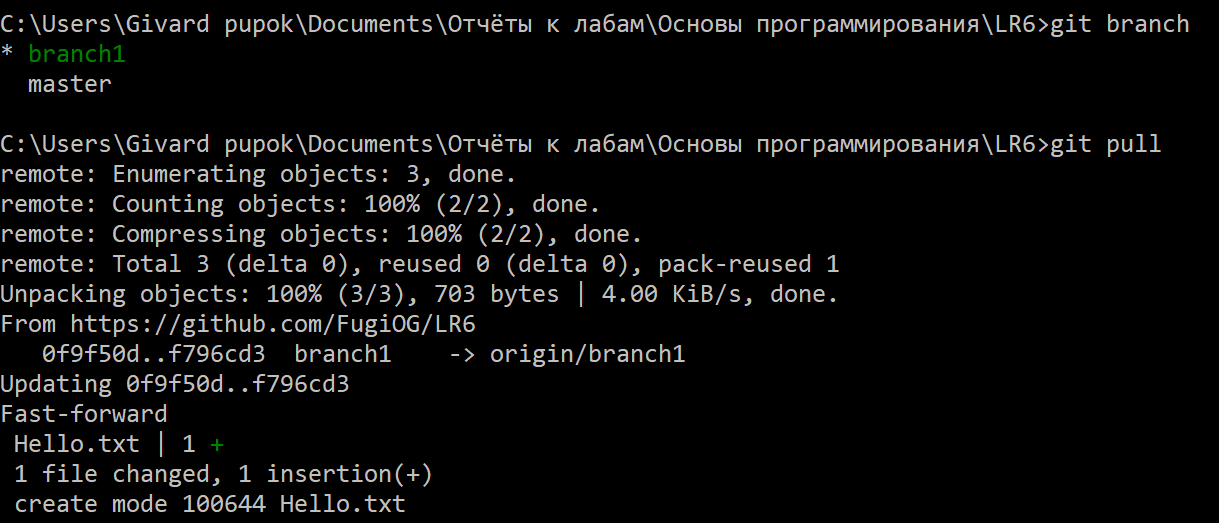 C:\Users\Givard pupok\Documents\Отчёты к лабам\Основы программирования\LR6>git branch
* branch1
  master
C:\Users\Givard pupok\Documents\Отчёты к лабам\Основы программирования\LR6>git pull
remote: Enumerating objects: 3, done.
remote: Counting objects: 100% (2/2), done.
remote: Compressing objects: 100% (2/2), done.
remote: Total 3 (delta 0), reused 0 (delta 0), pack-reused 1
Unpacking objects: 100% (3/3), 703 bytes | 4.00 KiB/s, done.
From https://github.com/FugiOG/LR6
   0f9f50d..f796cd3  branch1    -> origin/branch1
Updating 0f9f50d..f796cd3
Fast-forward
 Hello.txt | 1 +
 1 file changed, 1 insertion(+)
 create mode 100644 Hello.txt